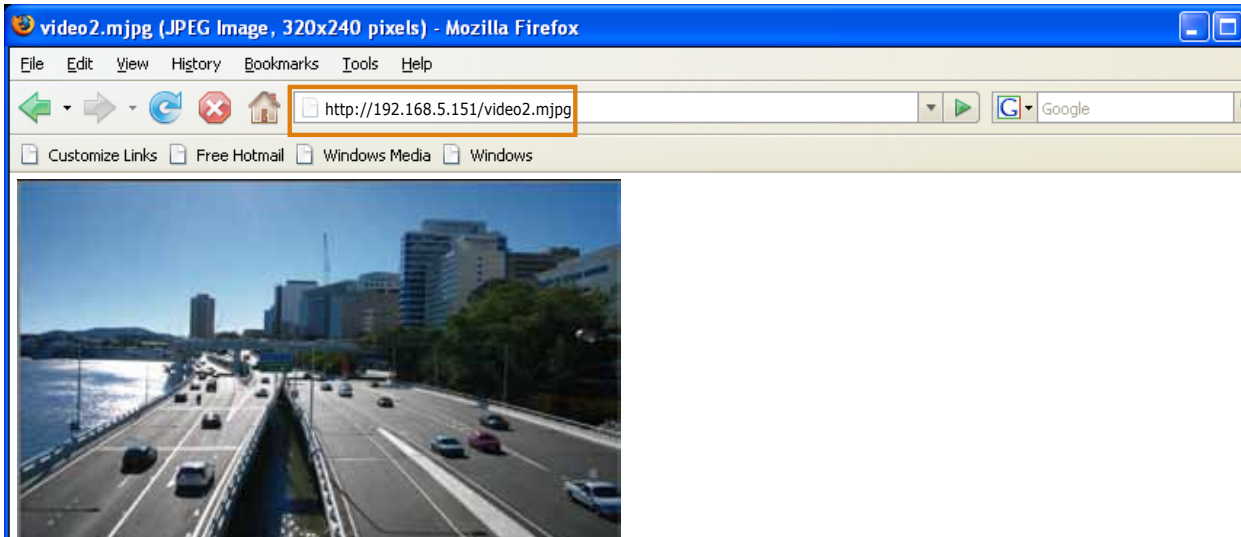 video2.mjpg (JPEG Image, 320x240 pixels) - Mozilla Firefox
File Edit View History Bookmarks Tools Help
http://192.168.5.151/video2.mjpg G Google
Customize Links Free Hotmail Windows Media Windows